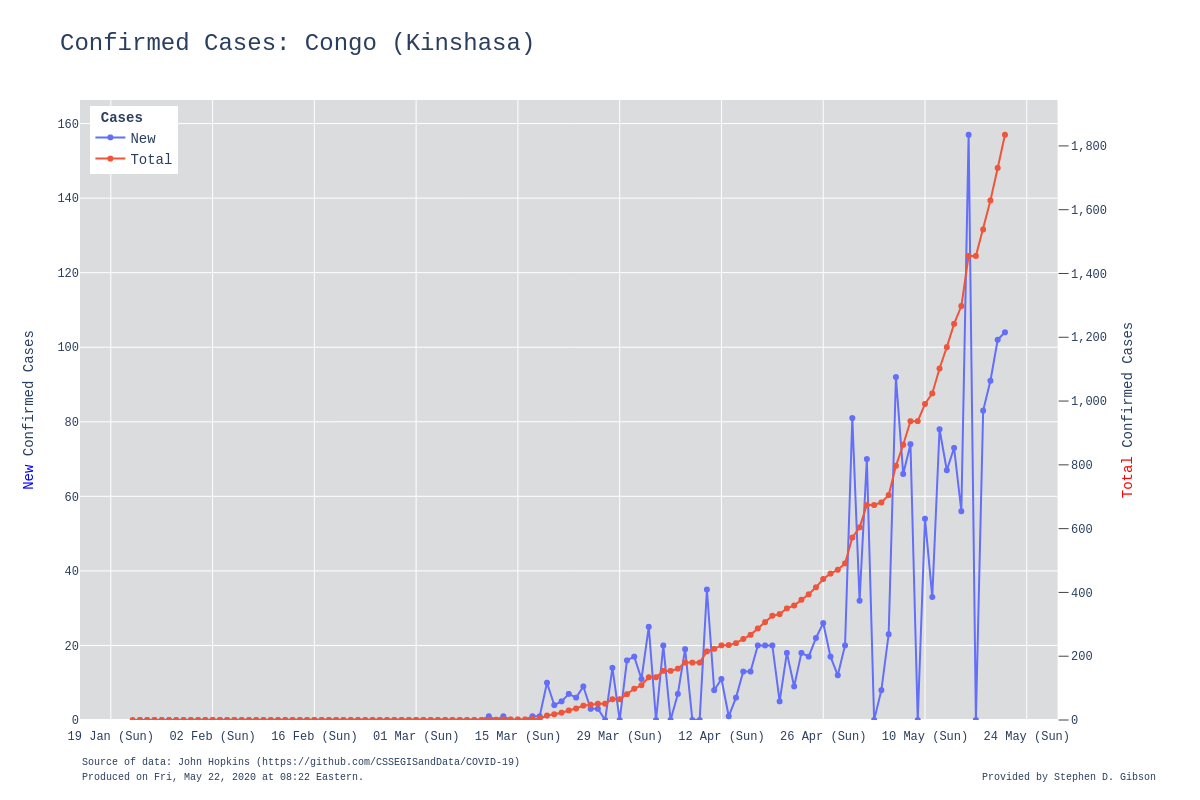 Confirmed Cases: Congo (Kinshasa)
Cases
New
Total
160
140
120
100
80
60
40
20
0
1,800
1,600
1,400
1,200
1,000
800
600
400
200
0
New Confirmed Cases
Total Confirmed Cases
19 Jan (Sun) 02 Feb (Sun) 16 Feb (Sun) 01 Mar (Sun) 15 Mar (Sun) 29 Mar (Sun) 12 Apr (Sun) 26 Apr (Sun) 10 May (Sun) 24 May (Sun)
Source of data: John Hopkins (https://github.com/CSSEGISandData/COVID-19)
Produced on Fri, May 22, 2020 at 08:22 Eastern.
Provided by Stephen D. Gibson